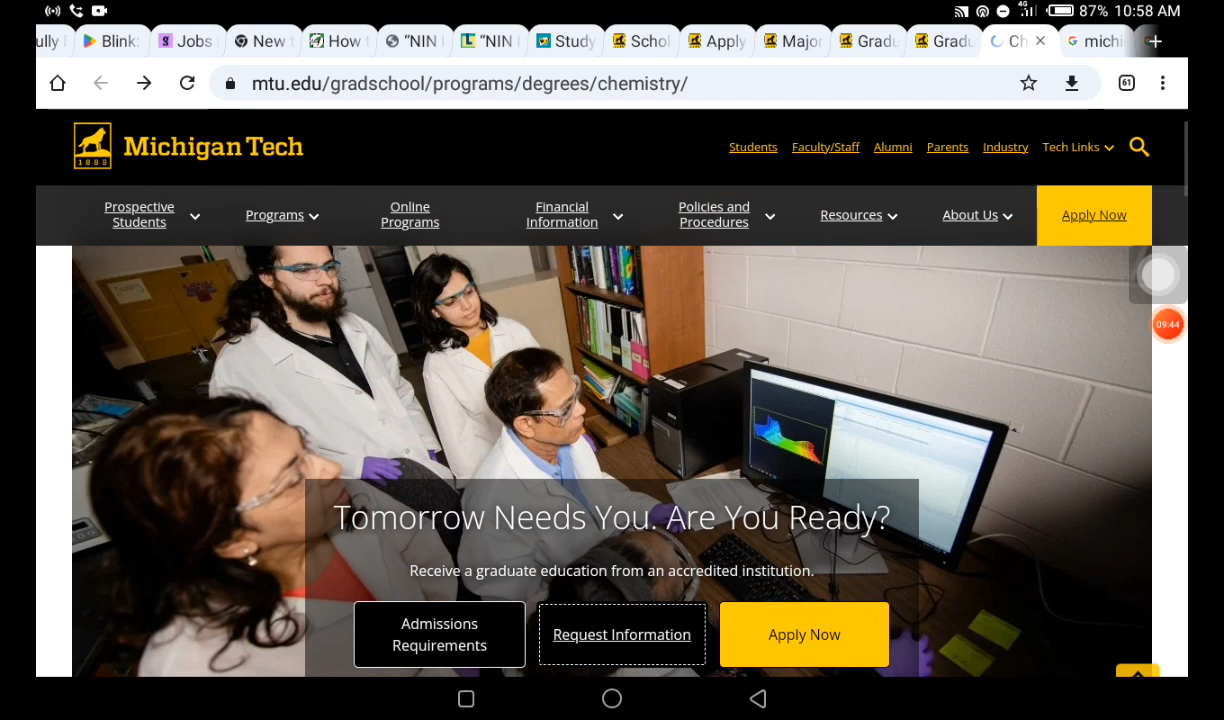 4G 87% 10:58 AM
ully Blink Jobs New t How t "NIN "NIN Study Schol Apply Major Gradu Gradu Ch michi
mtu.edu/gradschool/programs/degrees/chemistry/ 61
Michigan Tech
1885
Students Faculty/Staff Alumni Parents Industry Tech Links
Prospective Students Programs Online Programs Financial Information Policies and Procedures Resources About Us Apply Now
09:44
Tomorrow Needs You. Are You Ready?
Receive a graduate education from an accredited institution.
Admissions Requirements
Request Information
Apply Now